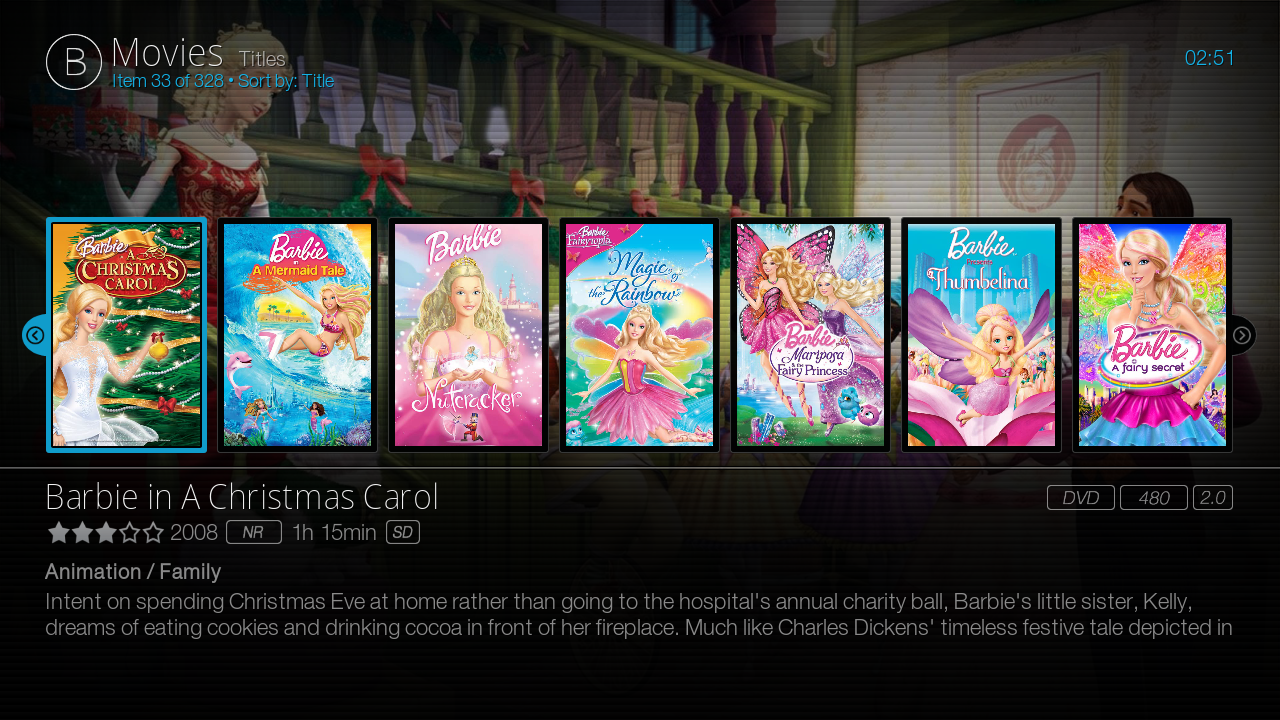 B Movies Titles
Item 33 of 328 • Sort by: Title
02:51
Barbie in
A CHRISTMAS CAROL
Barbie in
A Mermaid Tale
Barbie
Nutcracker
Barbie Fairytopia
Magic of the Rainbow
Barbie
Mariposa
Fairy Princess
Barbie
Presents
Thumbelina
Barbie
A fairy secret
Barbie in A Christmas Carol
DVD 480 2.0
2008 NR 1h 15min SD
Animation / Family
Intent on spending Christmas Eve at home rather than going to the hospital's annual charity ball, Barbie's little sister, Kelly,
dreams of eating cookies and drinking cocoa in front of her fireplace. Much like Charles Dickens' timeless festive tale depicted in